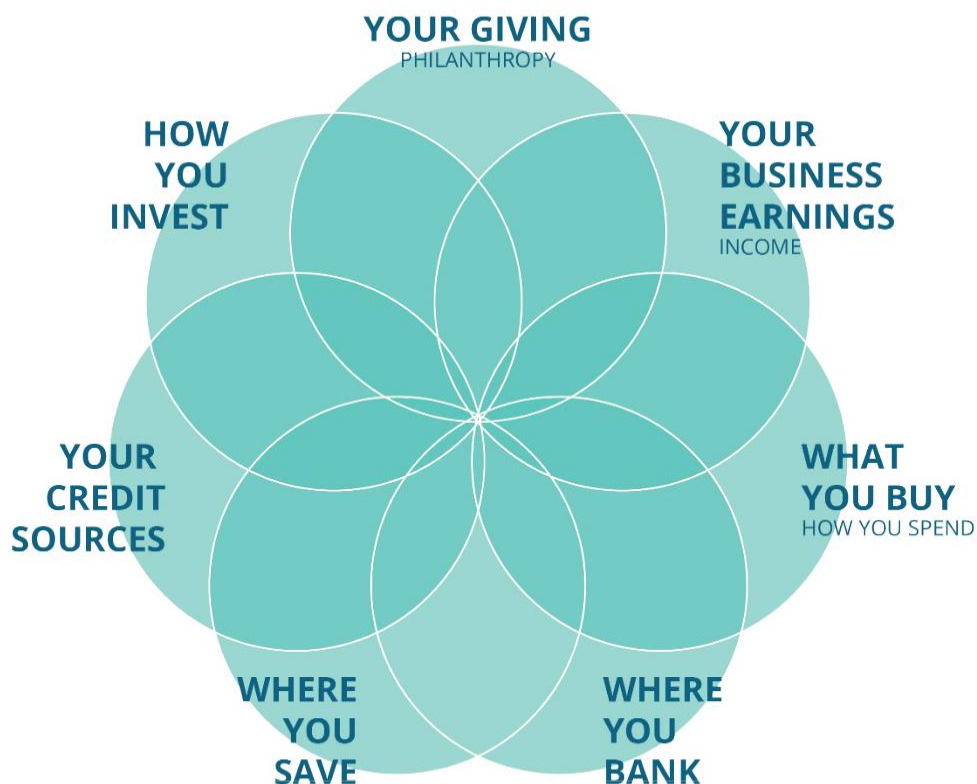 YOUR GIVING
PHILANTHROPY
HOW
YOU
INVEST
YOUR
BUSINESS
EARNINGS
INCOME
YOUR
CREDIT
SOURCES
WHAT
YOU BUY
HOW YOU SPEND
WHERE
YOU
SAVE
WHERE
YOU
BANK